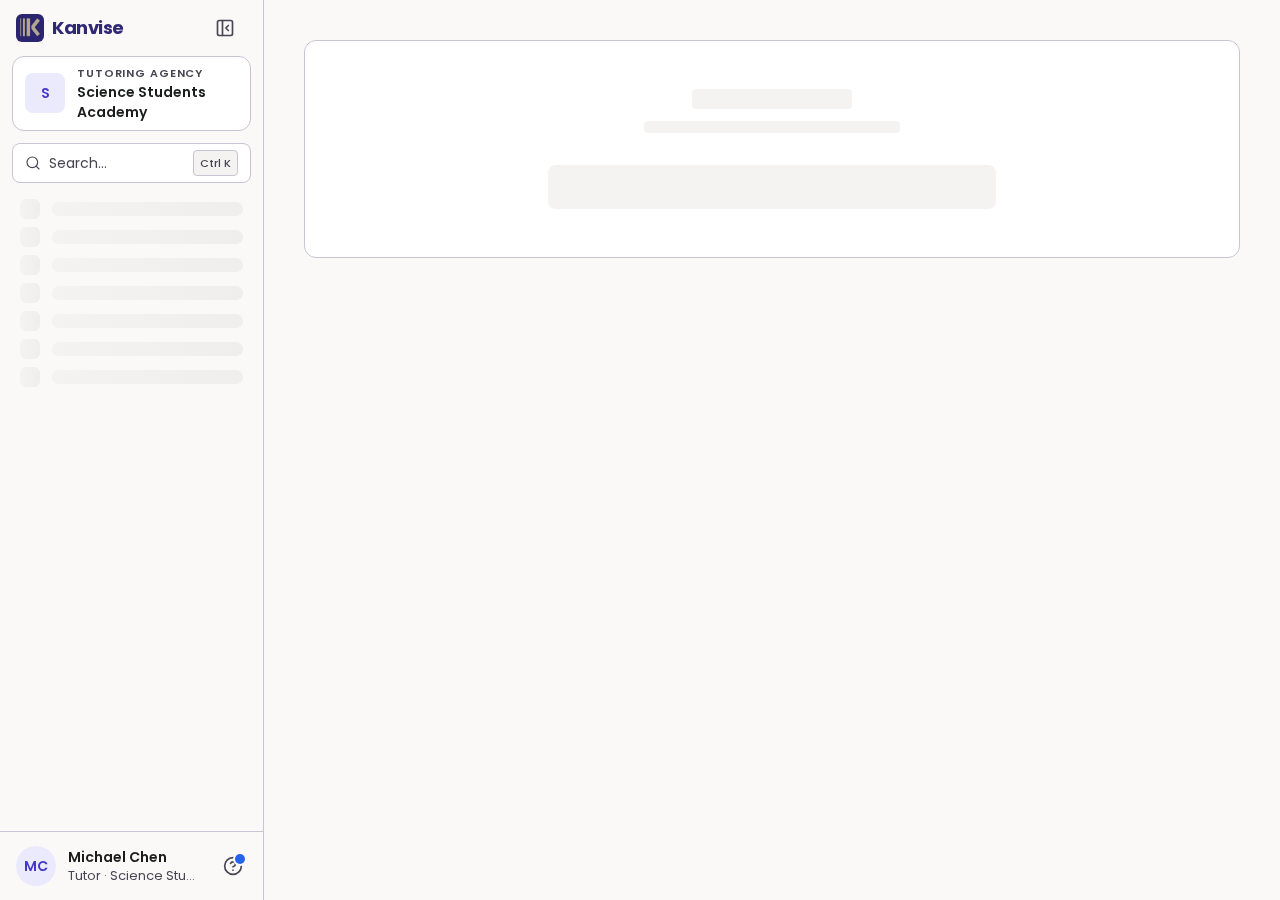 Kanvise
TUTORING AGENCY
S
Science Students
Academy
Search...
Ctrl K
MC
Michael Chen
Tutor · Science Stu...